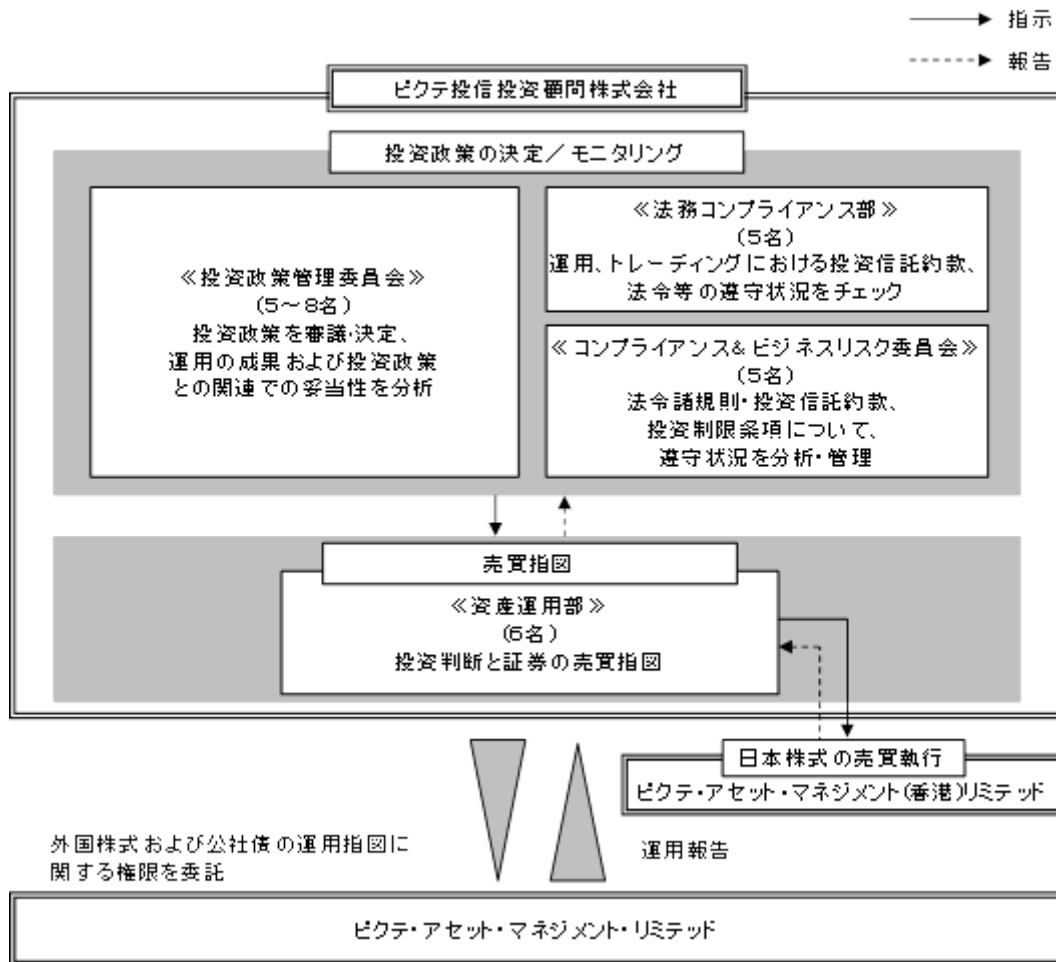 指示
報告
ピクテ投信投資顧問株式会社
投資政策の決定／モニタリング
≪投資政策管理委員会≫
(5～8名)
投資政策を審議・決定、
運用の成果および投資政策
との関連での妥当性を分析
≪法務コンプライアンス部≫
(5名)
運用、トレーディングにおける投資信託約款、
法令等の遵守状況をチェック
≪コンプライアンス&ビジネスリスク委員会≫
(5名)
法令諸規則・投資信託約款、
投資制限条項について、
遵守状況を分析・管理
売買指図
≪資産運用部≫
(6名)
投資判断と証券の売買指図
日本株式の売買執行
ピクテ・アセット・マネジメント(香港)リミテッド
外国株式および公社債の運用指図に
関する権限を委託
運用報告
ピクテ・アセット・マネジメント・リミテッド